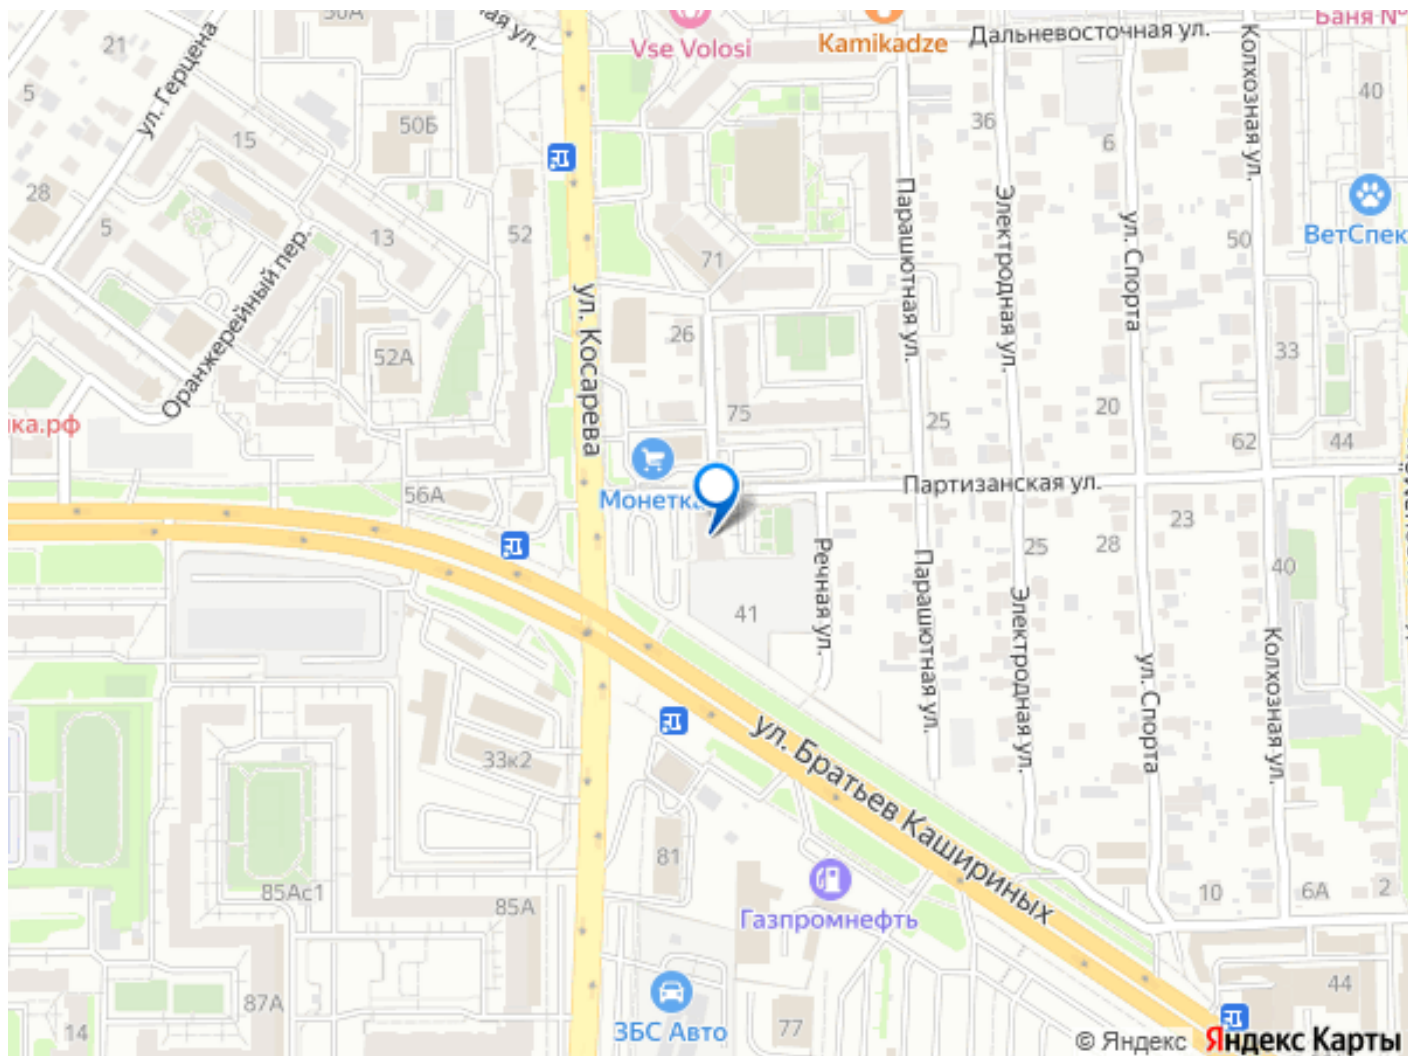 50А
ная ул.
Vse Volosi
Kamikadze
Дальневосточная ул.
Баня №
21
ул. Герцена
5
15
50Б
36
6
Колхозная ул.
40
28
5
13
52
Оранжерейный пер.
71
Парашютная ул.
Электродная ул.
ул. Спорта
50
ВетСпек
ул. Косарева
26
52А
33
75
25
20
62
44
ика.рф
Монетка
56А
Партизанская ул.
23
28
25
40
Речная ул.
41
Парашютная ул.
Электродная ул.
ул. Спорта
Колхозная ул.
ул. Братьев Кашириных
33к2
81
85Ас1
85А
Газпромнефть
10
6А
2
87А
14
ЗБС Авто
77
44
© Яндекс Яндекс Карты